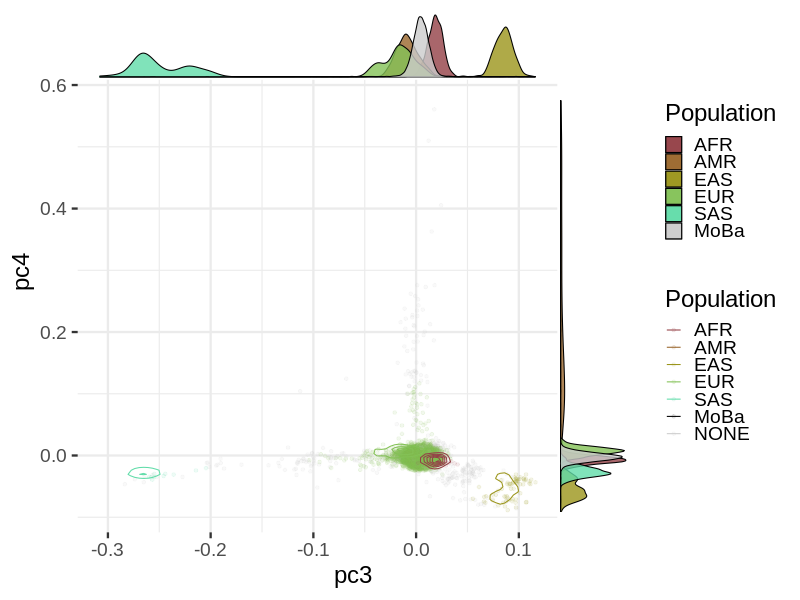 0.6
0.4
0.2
0.0
pc4
-0.3
-0.2
-0.1
0.0
0.1
pc3
Population
AFR
AMR
EAS
EUR
SAS
MoBa
Population
AFR
AMR
EAS
EUR
SAS
MoBa
NONE